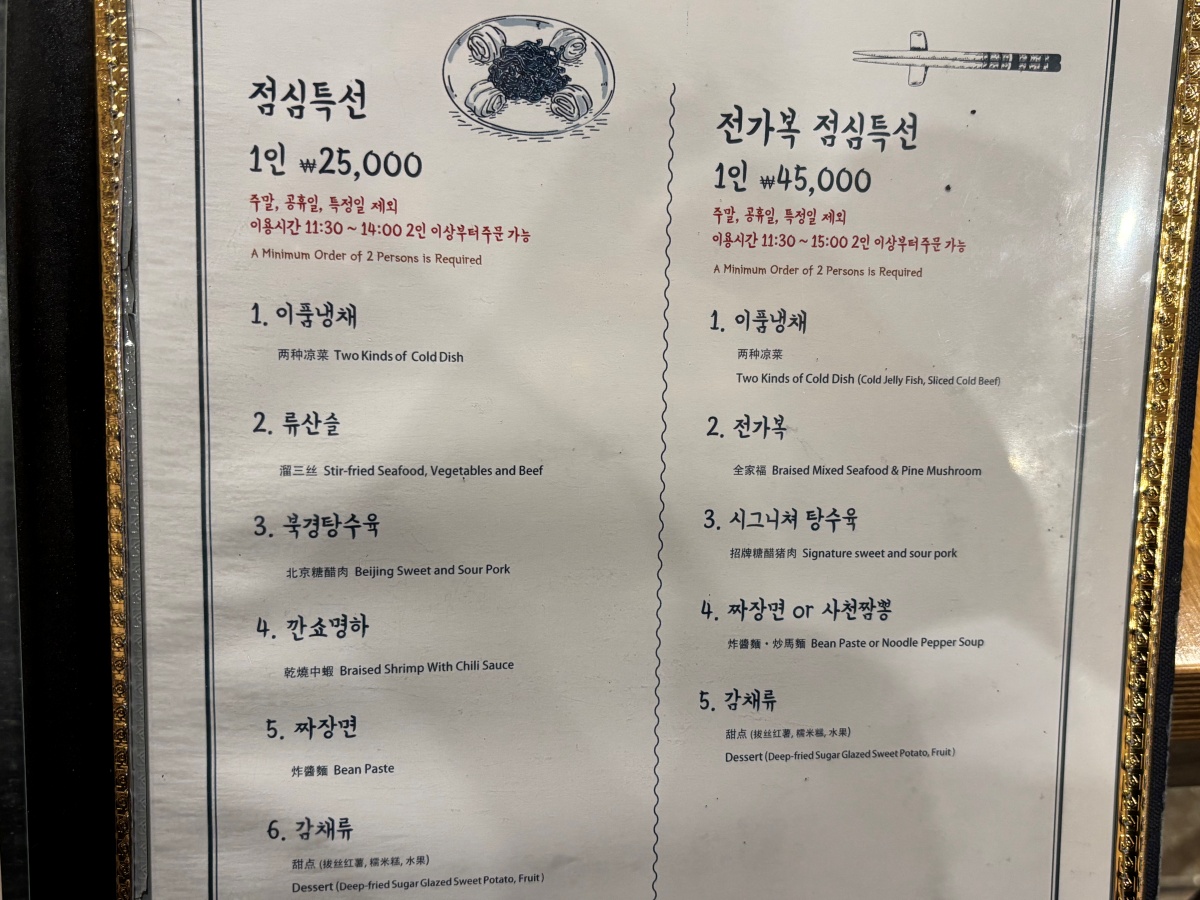 점심특선
1인 ₩25,000
주말, 공휴일, 특정일 제외
이용시간 11:30 ~ 14:00 2인 이상부터 주문 가능
A Minimum Order of 2 Persons is Required
1. 이품냉채
两种凉菜 Two Kinds of Cold Dish
2. 류산슬
溜三丝 Stir-fried Seafood, Vegetables and Beef
3. 북경탕수육
北京糖醋肉 Beijing Sweet and Sour Pork
4. 깐쇼명하
乾燒中蝦 Braised Shrimp With Chili Sauce
5. 짜장면
炸醬麵 Bean Paste
6. 감채류
甜点 (拔丝红薯, 糯米糕, 水果)
Dessert (Deep-fried Sugar Glazed Sweet Potato, Fruit)
전가복 점심특선
1인 ₩45,000
주말, 공휴일, 특정일 제외
이용시간 11:30 ~ 15:00 2인 이상부터 주문 가능
A Minimum Order of 2 Persons is Required
1. 이품냉채
两种凉菜
Two Kinds of Cold Dish (Cold Jelly Fish, Sliced Cold Beef)
2. 전가복
全家福 Braised Mixed Seafood & Pine Mushroom
3. 시그니쳐 탕수육
招牌糖醋猪肉 Signature sweet and sour pork
4. 짜장면 or 사천짬뽕
炸醬麵・炒馬麵 Bean Paste or Noodle Pepper Soup
5. 감채류
甜点 (拔丝红薯, 糯米糕, 水果)
Dessert (Deep-fried Sugar Glazed Sweet Potato, Fruit)